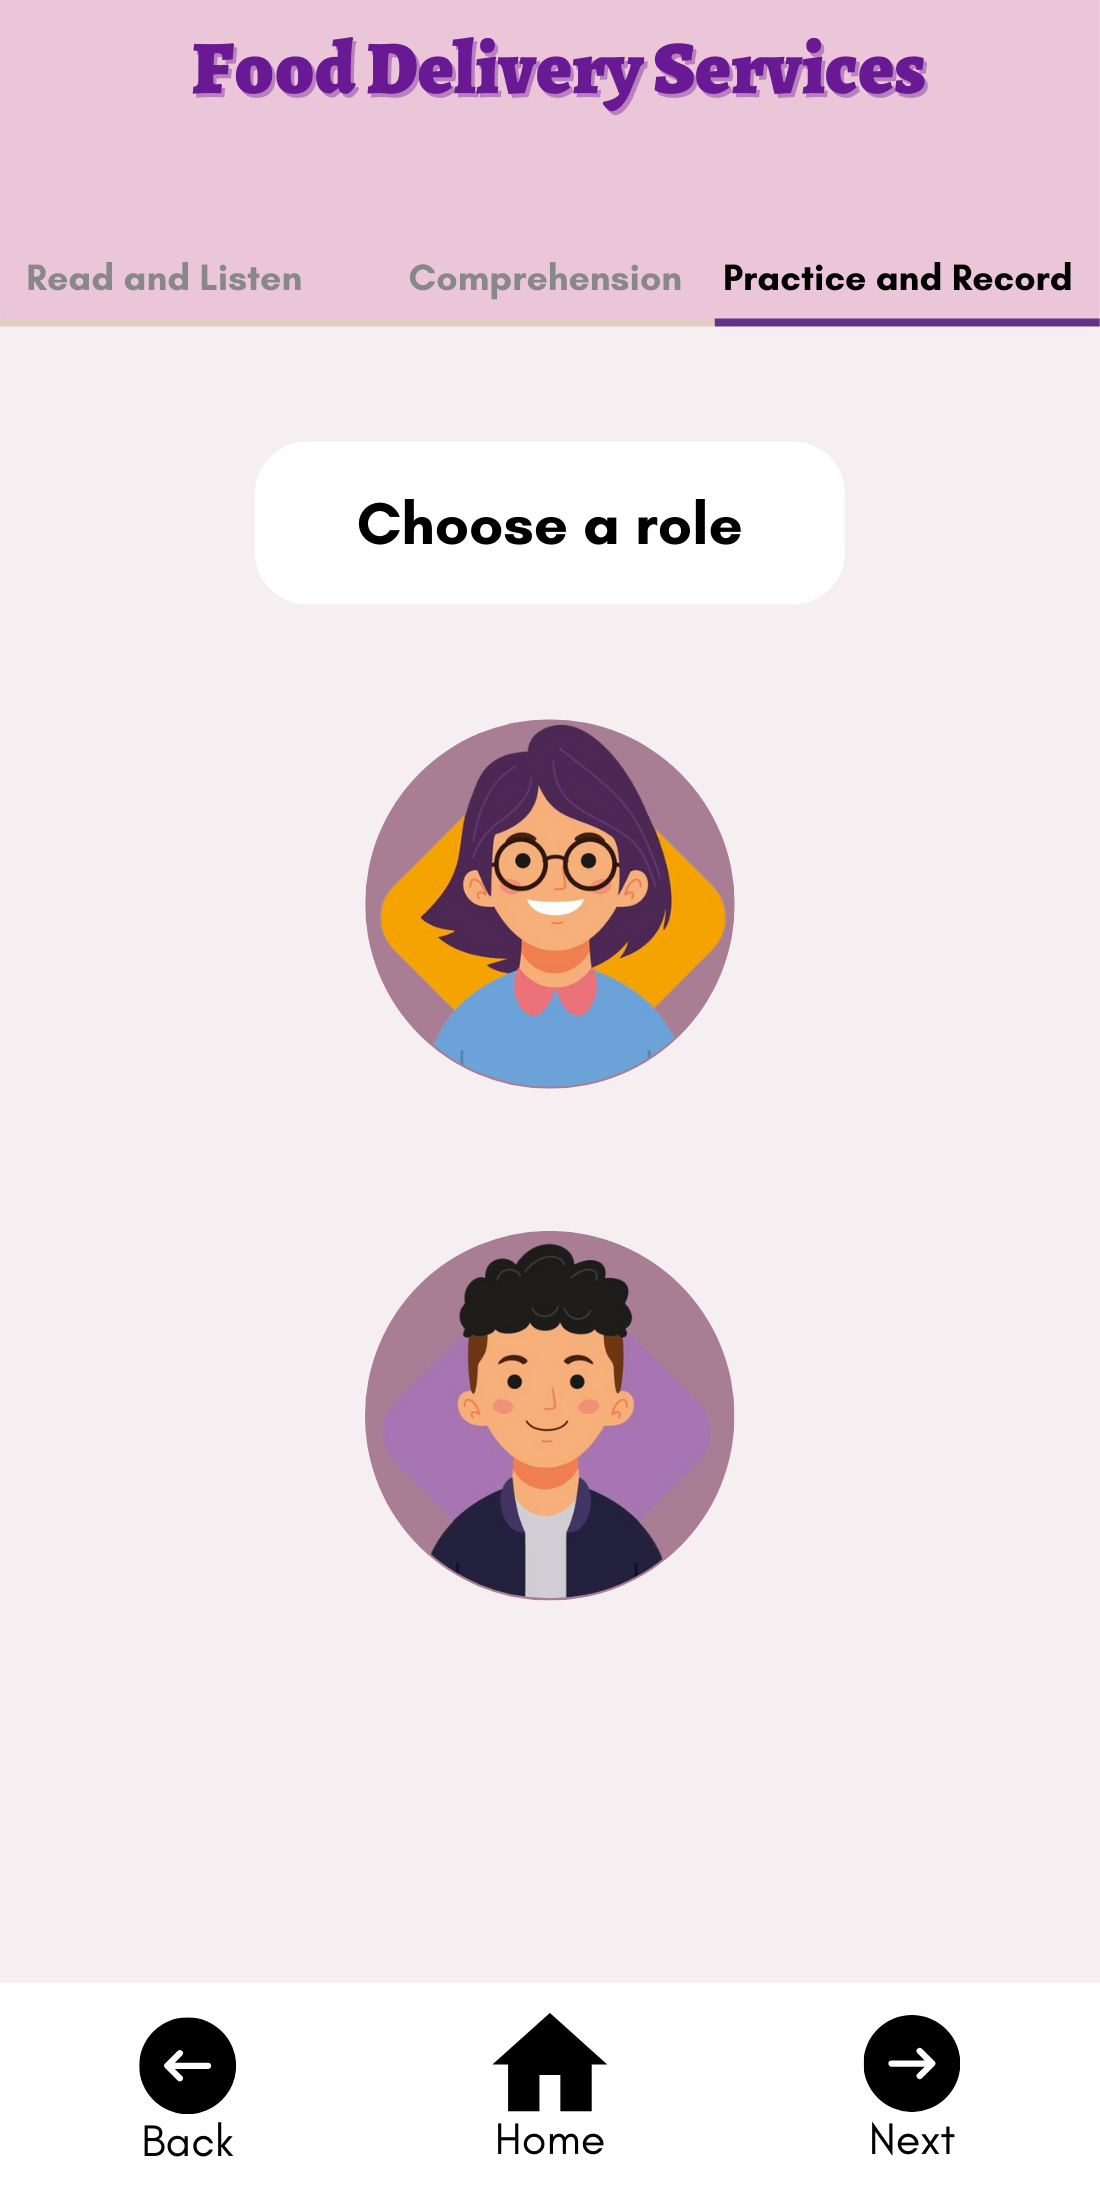 Food Delivery Services
Read and Listen Comprehension Practice and Record
Choose a role
Back Home Next